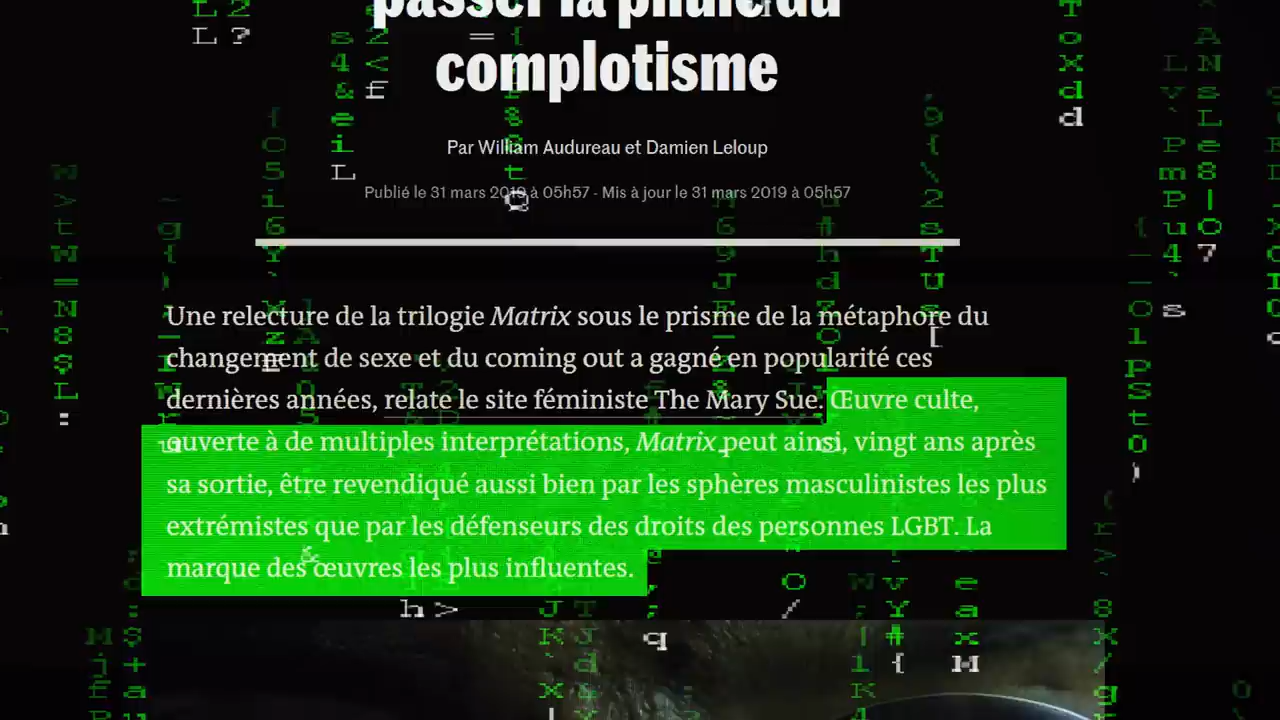 passer la pilule du
complotisme
Par William Audureau et Damien Leloup
Publié le 31 mars 2019 à 05h57 - Mis à jour le 31 mars 2019 à 05h57
Une relecture de la trilogie Matrix sous le prisme de la métaphore du
changement de sexe et du coming out a gagné en popularité ces
dernières années, relate le site féministe The Mary Sue. Œuvre culte,
ouverte à de multiples interprétations, Matrix peut ainsi, vingt ans après
sa sortie, être revendiqué aussi bien par les sphères masculinistes les plus
extrémistes que par les défenseurs des droits des personnes LGBT. La
marque des œuvres les plus influentes.